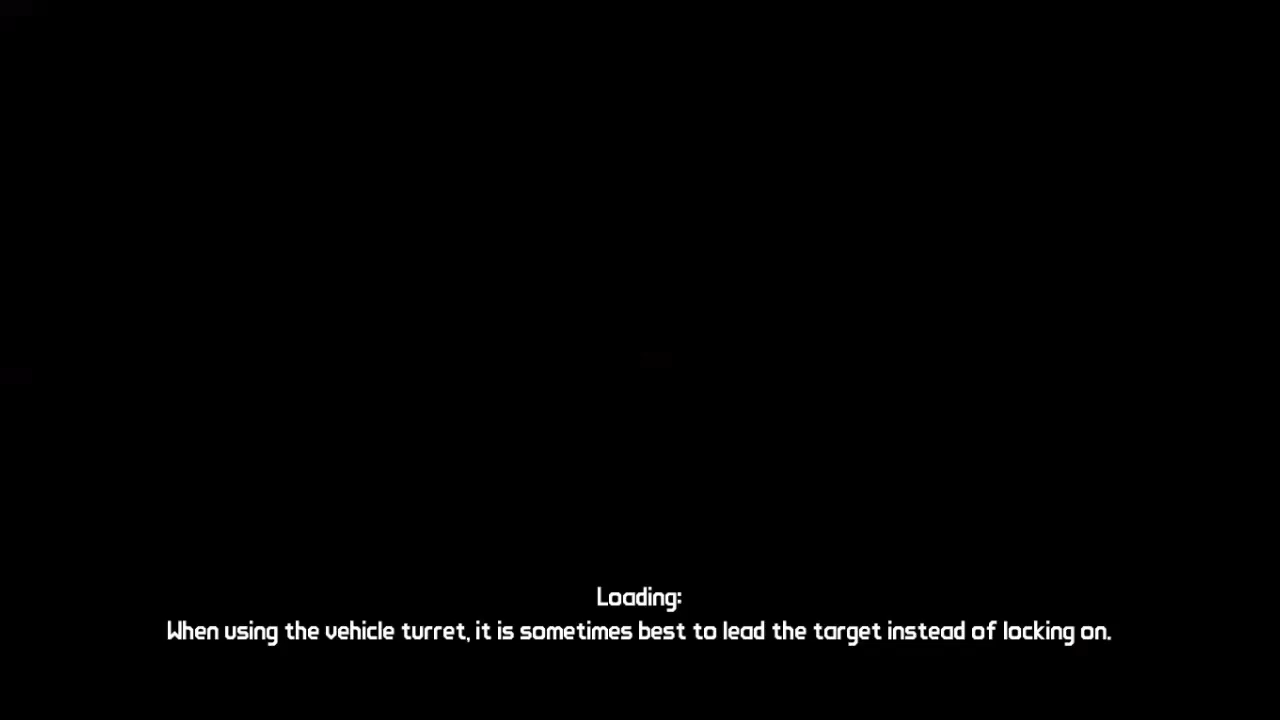 Loading:
When using the vehicle turret, it is sometimes best to lead the target instead of locking on.